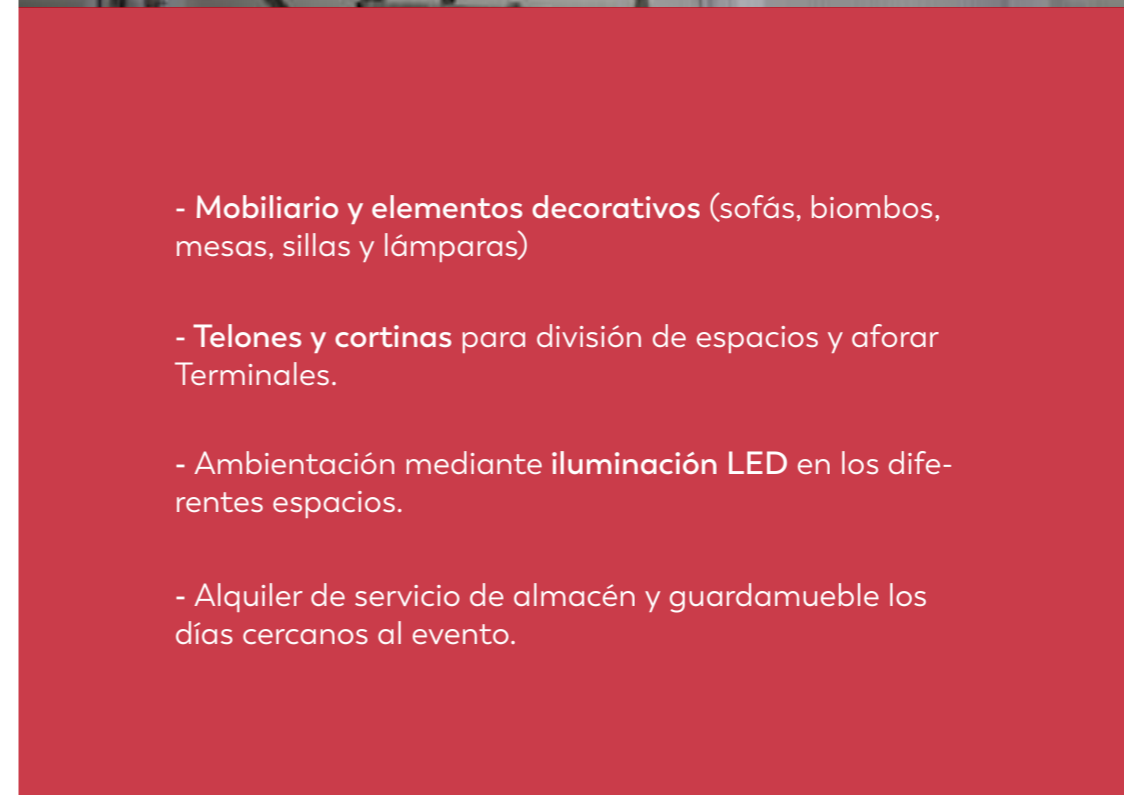 - Mobiliario y elementos decorativos (sofás, biombos,
mesas, sillas y lámparas)
- Telones y cortinas para división de espacios y aforar
Terminales.
- Ambientación mediante iluminación LED en los dife-
rentes espacios.
- Alquiler de servicio de almacén y guardamueble los
días cercanos al evento.